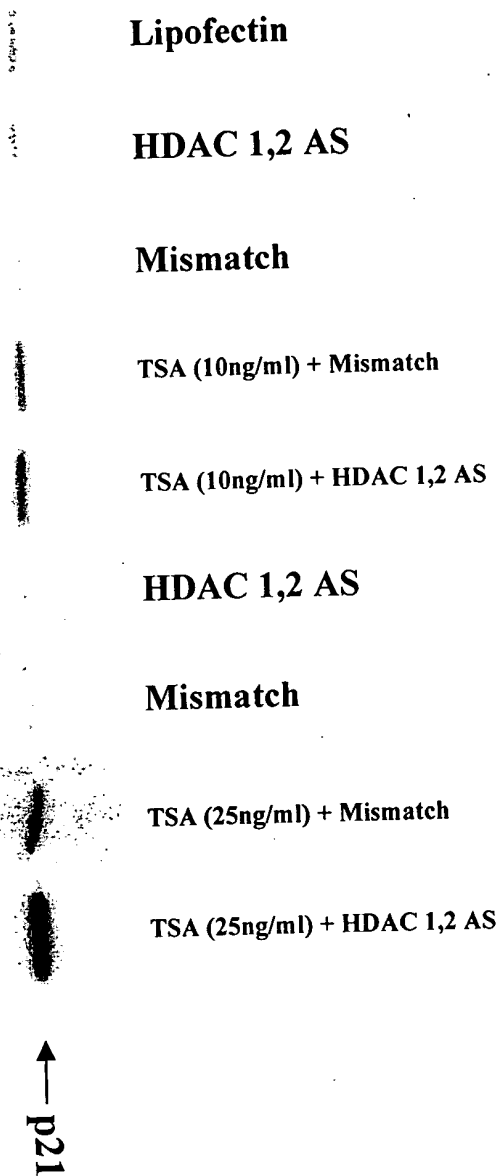 Lipofectin
HDAC 1,2 AS
Mismatch
TSA (10ng/ml) + Mismatch
TSA (10ng/ml) + HDAC 1,2 AS
HDAC 1,2 AS
Mismatch
TSA (25ng/ml) + Mismatch
TSA (25ng/ml) + HDAC 1,2 AS
p21